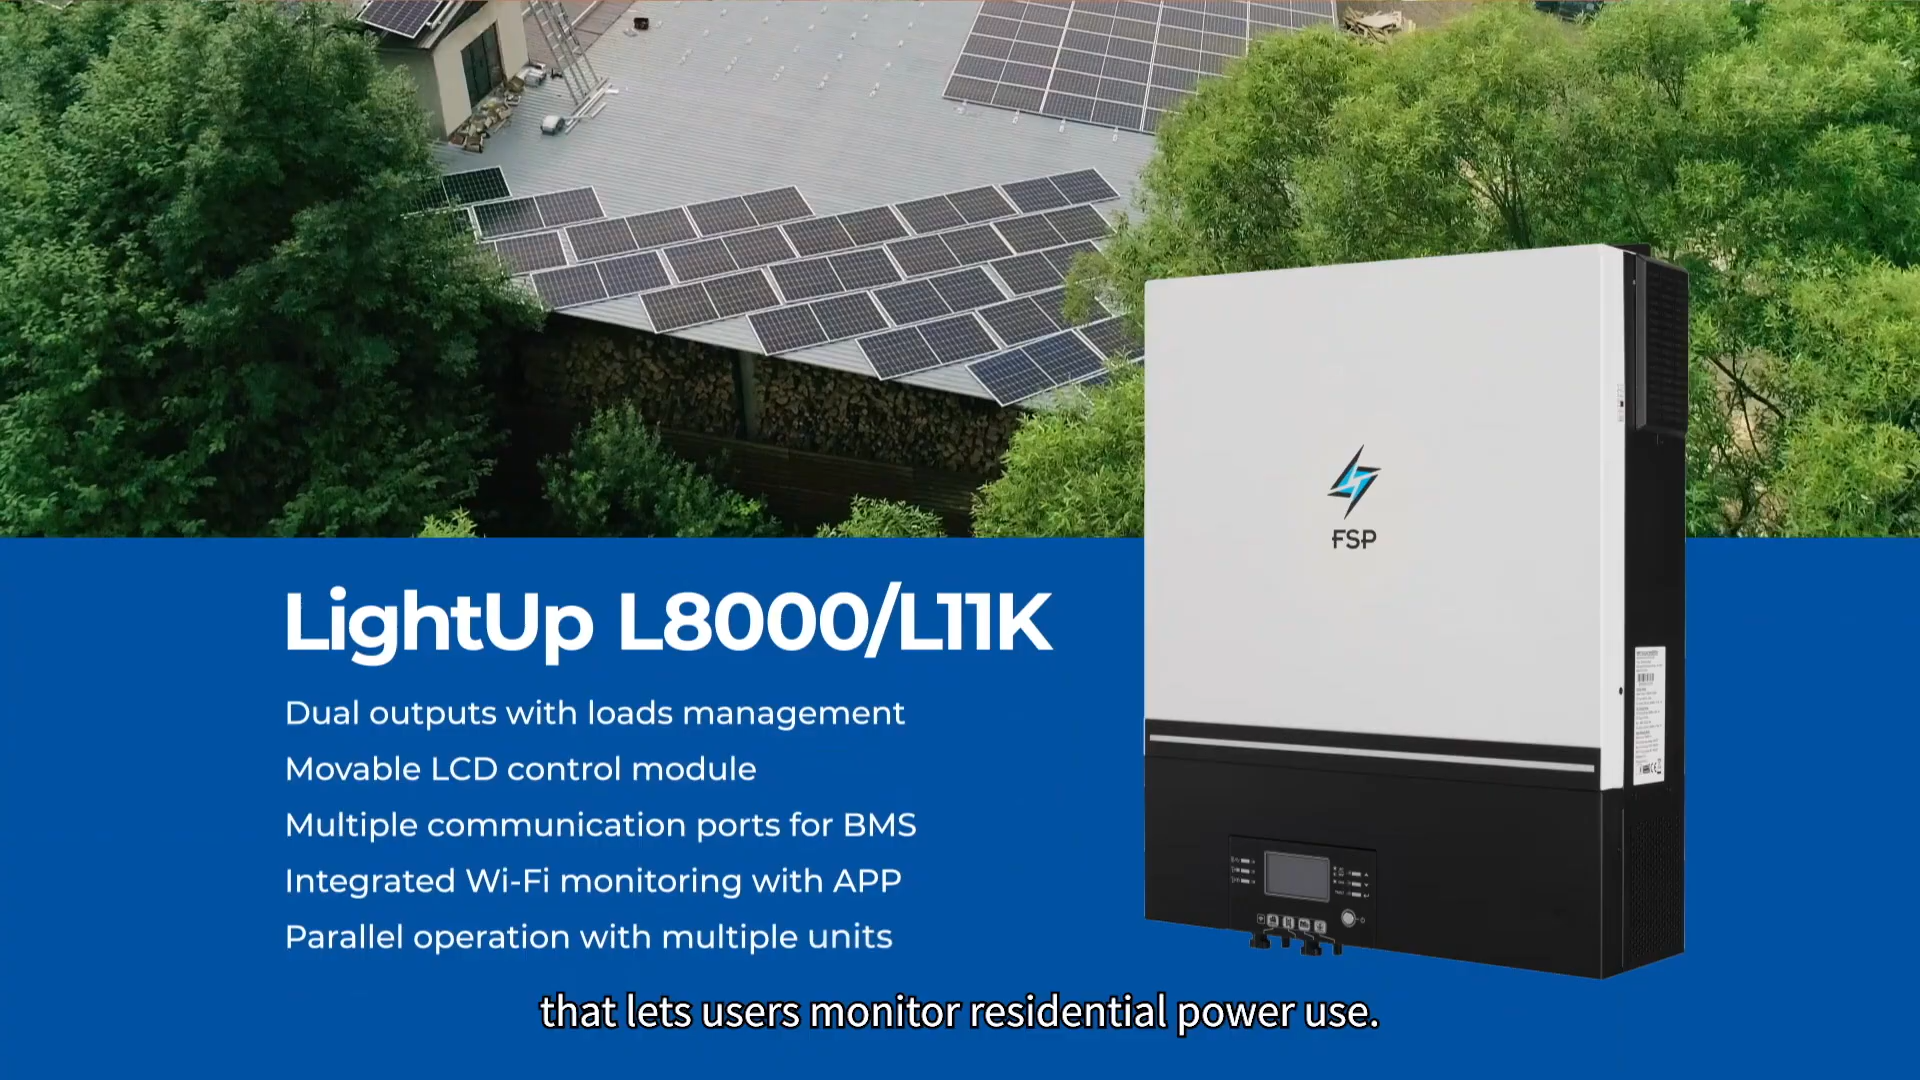 FSP
LightUp L8000/L11K
Dual outputs with loads management
Movable LCD control module
Multiple communication ports for BMS
Integrated Wi-Fi monitoring with APP
Parallel operation with multiple units
that lets users monitor residential power use.